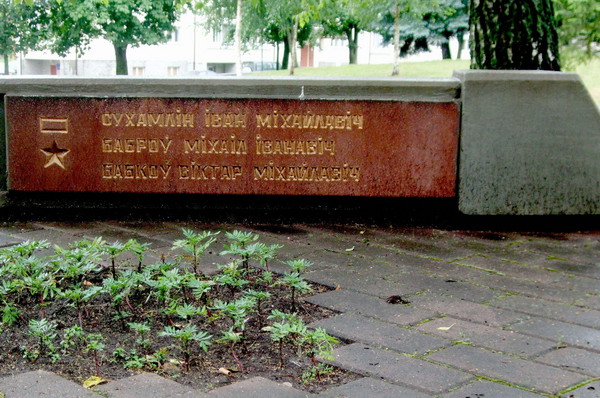 СУХАМЛІН ІВАН МІХАЙЛАВІЧ
БАБРОЎ МІХАІЛ ІВАНАВІЧ
БАБКОЎ ВІКТАР МІХАЙЛАВІЧ